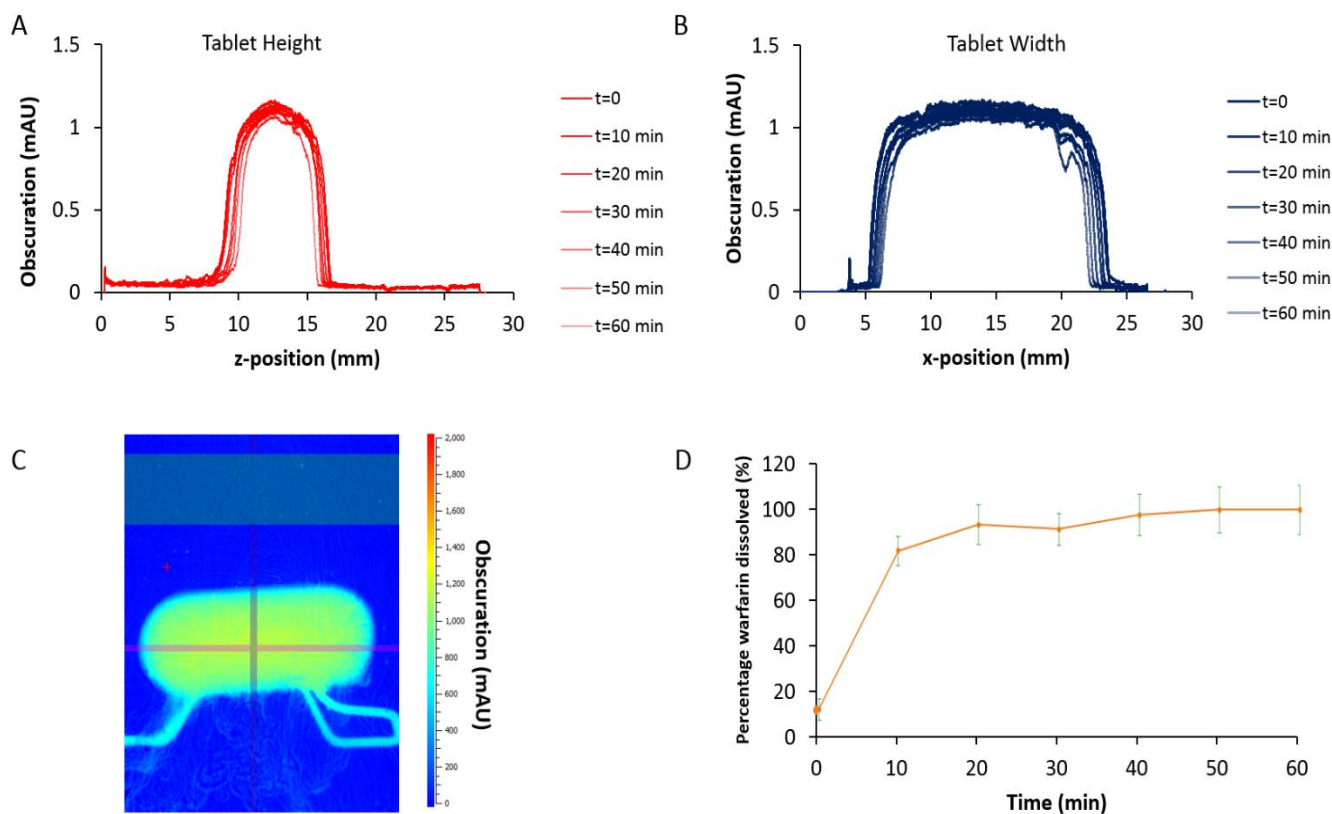 A
Tablet Height
Obscuration (mAU)
1.5
1
0.5
0
0 5 10 15 20 25 30
z-position (mm)
t=0
t=10 min
t=20 min
t=30 min
t=40 min
t=50 min
t=60 min
B
Tablet Width
Obscuration (mAU)
1.5
1
0.5
0
0 5 10 15 20 25 30
x-position (mm)
t=0
t=10 min
t=20 min
t=30 min
t=40 min
t=50 min
t=60 min
C
2,000
1,800
1,600
1,400
1,200
1,000
800
600
400
200
0
Obscuration (mAU)
D
Percentage warfarin dissolved (%)
120
100
80
60
40
20
0
0 10 20 30 40 50 60
Time (min)